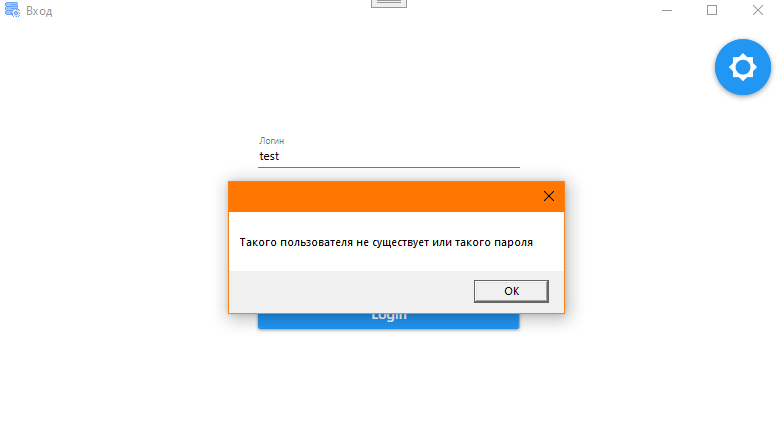 Вход
Логин
test
Такого пользователя не существует или такого пароля
OK
Login